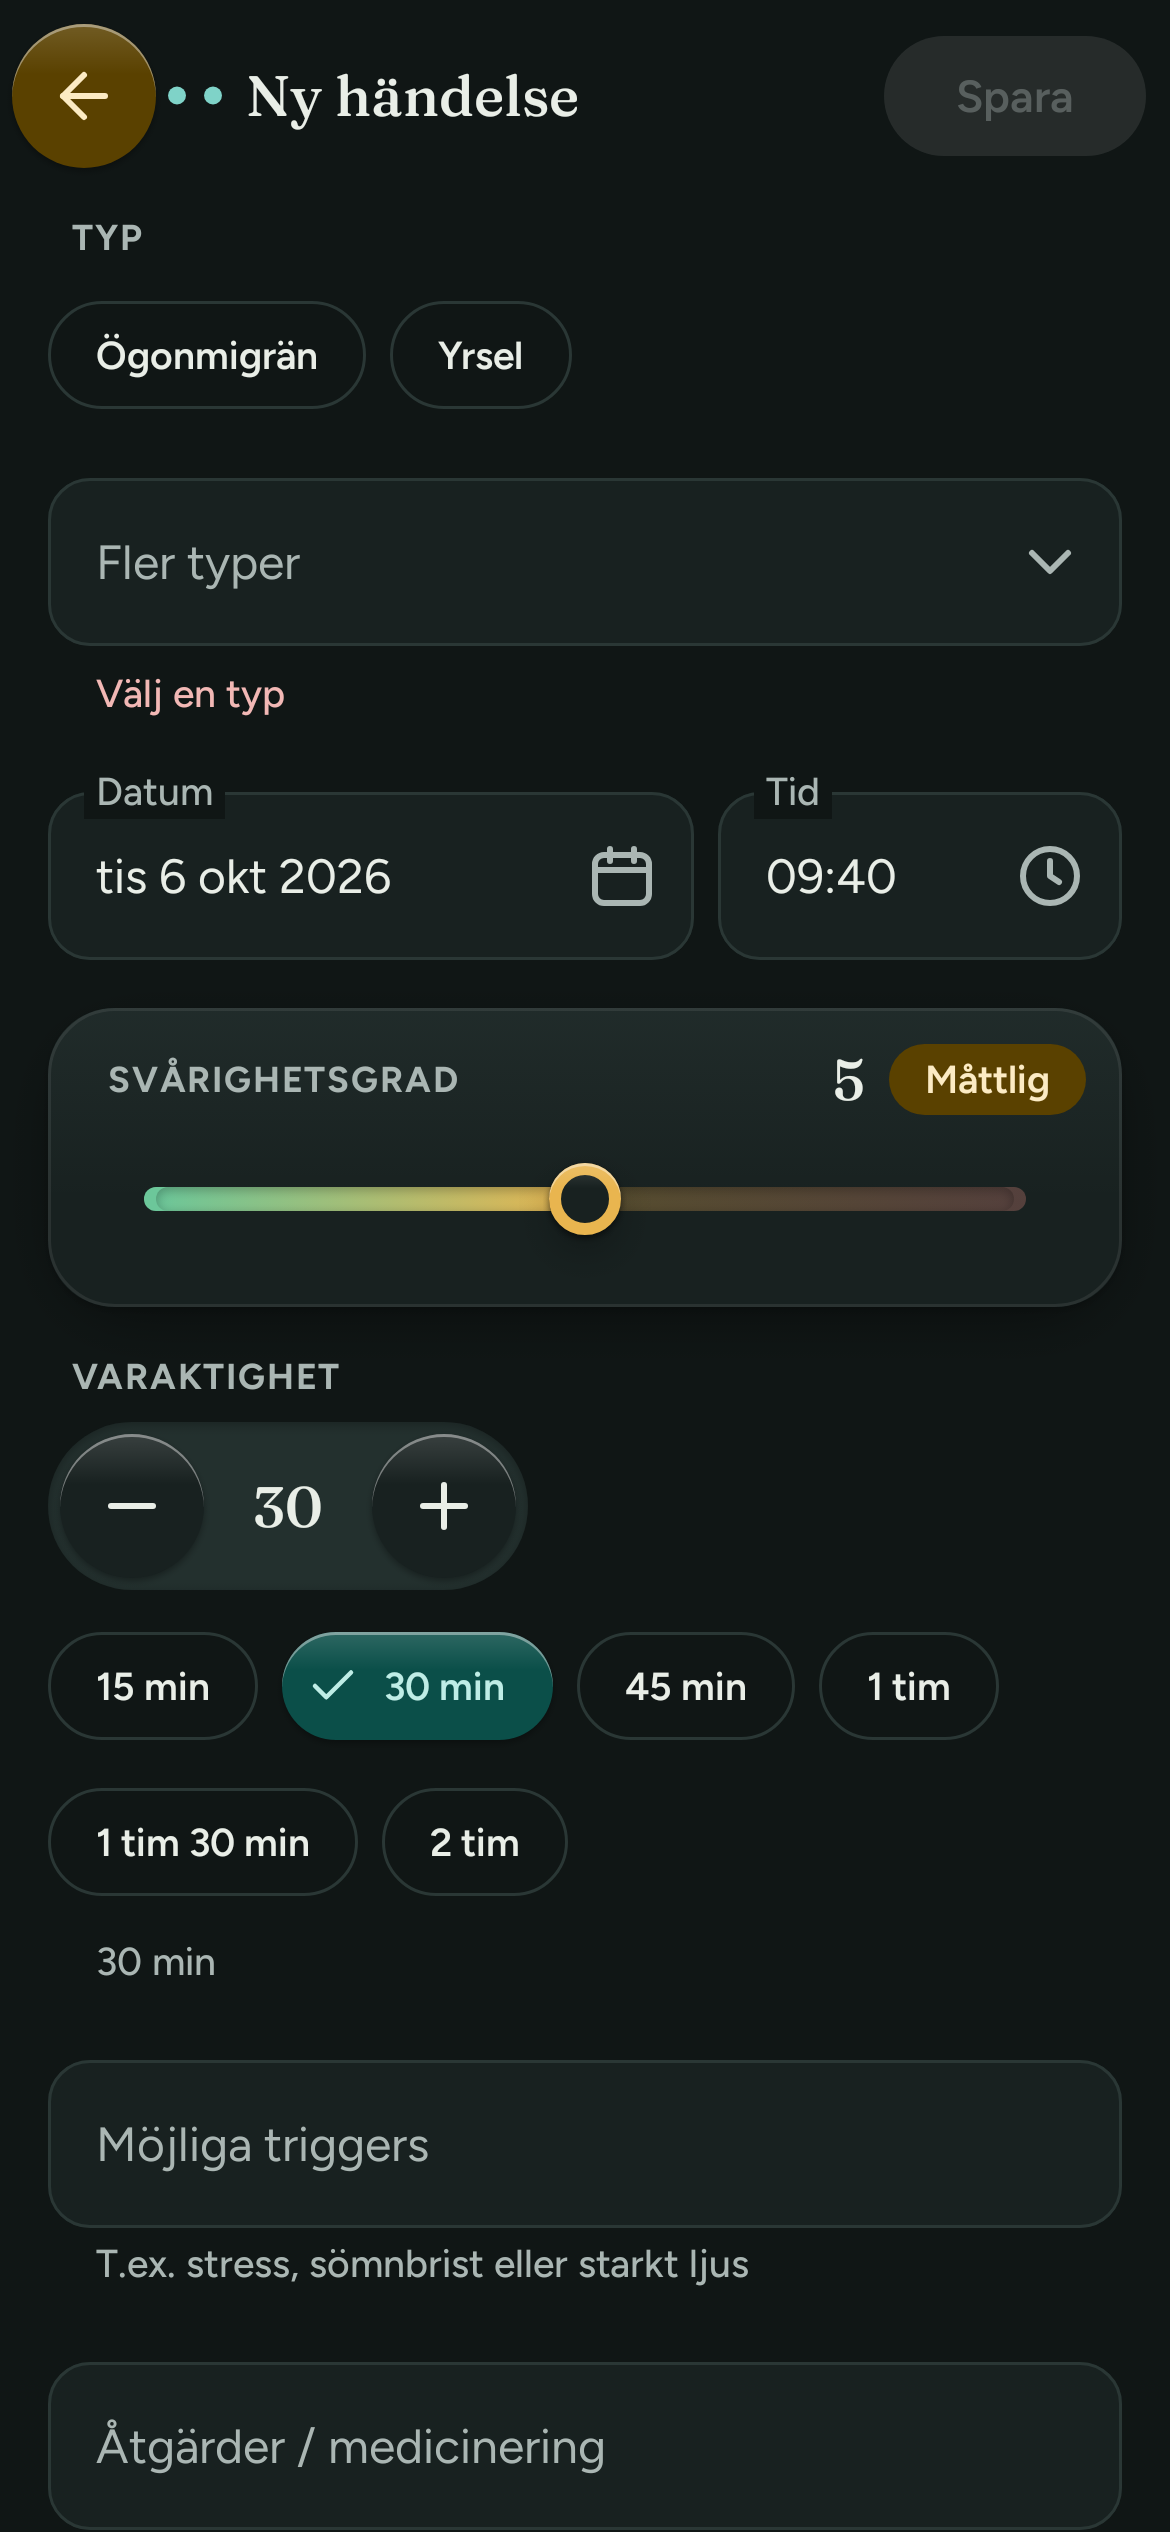 Ny händelse
Spara
TYP
Ögonmigrän
Yrsel
Fler typer
Välj en typ
Datum
Tid
tis 6 okt 2026
09:40
SVÅRIGHETSGRAD
5
Måttlig
VARAKTIGHET
30
15 min
30 min
45 min
1 tim
1 tim 30 min
2 tim
30 min
Möjliga triggers
T.ex. stress, sömnbrist eller starkt ljus
Åtgärder / medicinering